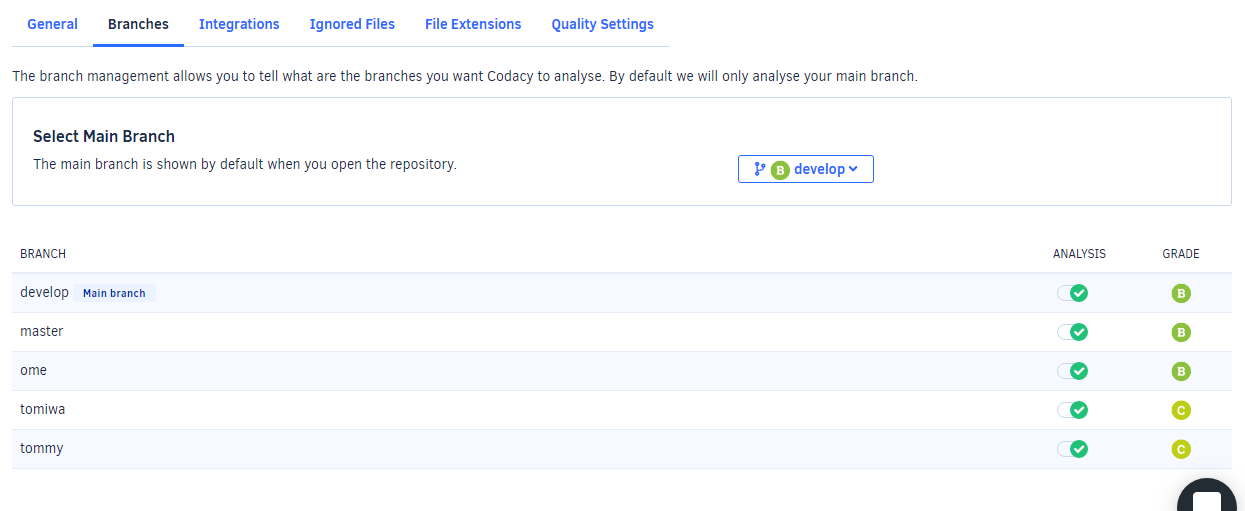 General Branches Integrations Ignored Files File Extensions Quality Settings
The branch management allows you to tell what are the branches you want Codacy to analyse. By default we will only analyse your main branch.
Select Main Branch
The main branch is shown by default when you open the repository.
B develop
BRANCH ANALYSIS GRADE
develop Main branch B
master B
ome B
tomiwa C
tommy C